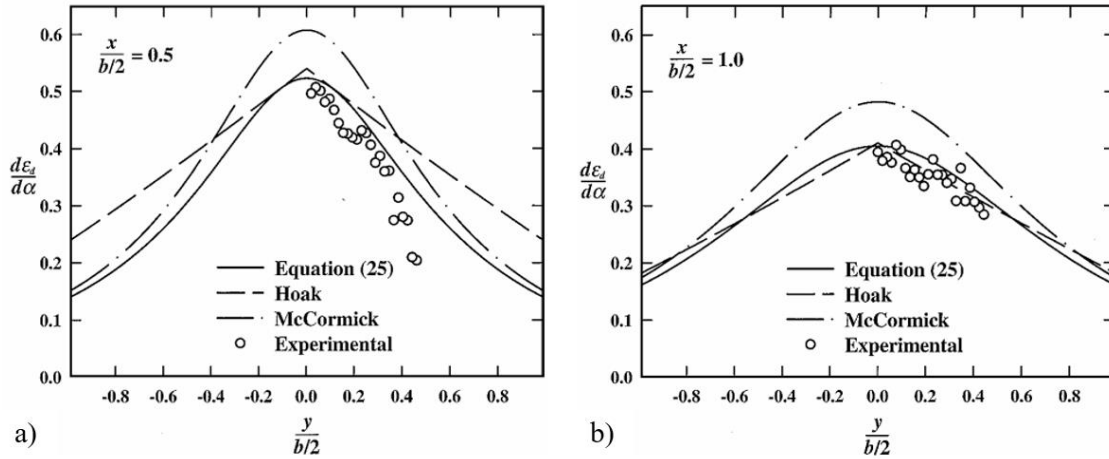 x
b/2
= 0.5
0.6
0.5
0.4
0.3
0.2
0.1
0.0
dε_d
dα
Equation (25)
Hoak
McCormick
Experimental
-0.8 -0.6 -0.4 -0.2 0.0 0.2 0.4 0.6 0.8
y
b/2
a)
x
b/2
= 1.0
0.6
0.5
0.4
0.3
0.2
0.1
0.0
dε_d
dα
Equation (25)
Hoak
McCormick
Experimental
-0.8 -0.6 -0.4 -0.2 0.0 0.2 0.4 0.6 0.8
y
b/2
b)